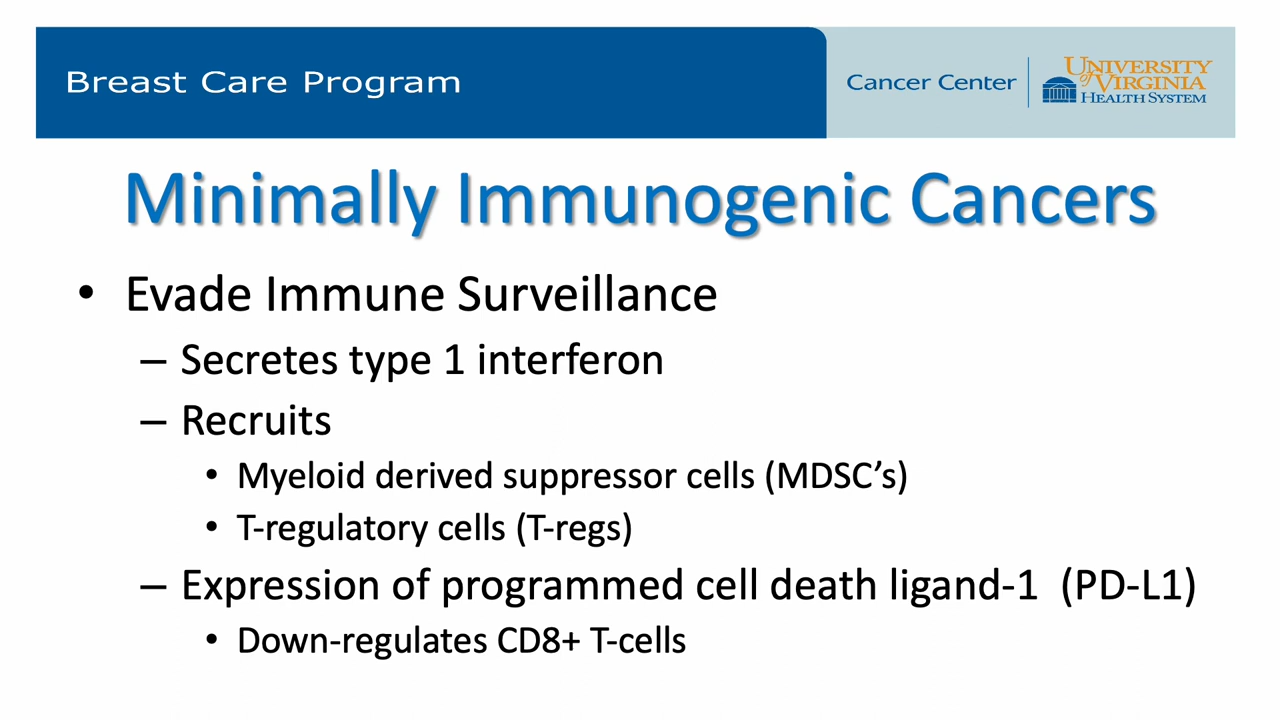 Breast Care Program
Cancer Center
UNIVERSITY
of VIRGINIA
HEALTH SYSTEM
Minimally Immunogenic Cancers
• Evade Immune Surveillance
– Secretes type 1 interferon
– Recruits
• Myeloid derived suppressor cells (MDSC’s)
• T-regulatory cells (T-regs)
– Expression of programmed cell death ligand-1 (PD-L1)
• Down-regulates CD8+ T-cells